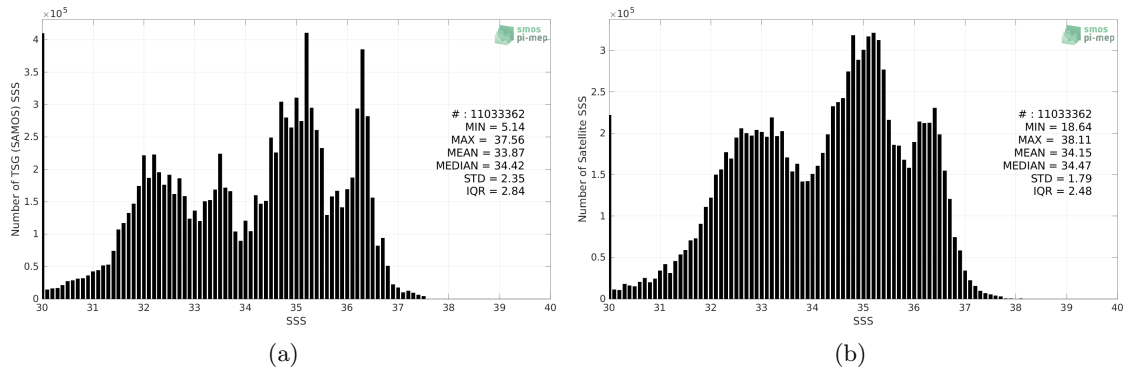 ×10⁵
smos
pi-mep
Number of TSG (SAMOS) SSS
4
3.5
3
2.5
2
1.5
1
0.5
0
# : 11033362
MIN = 5.14
MAX = 37.56
MEAN = 33.87
MEDIAN = 34.42
STD = 2.35
IQR = 2.84
30 31 32 33 34 35 36 37 38 39 40
SSS
(a)
×10⁵
smos
pi-mep
Number of Satellite SSS
3
2.5
2
1.5
1
0.5
0
# : 11033362
MIN = 18.64
MAX = 38.11
MEAN = 34.15
MEDIAN = 34.47
STD = 1.79
IQR = 2.48
30 31 32 33 34 35 36 37 38 39 40
SSS
(b)